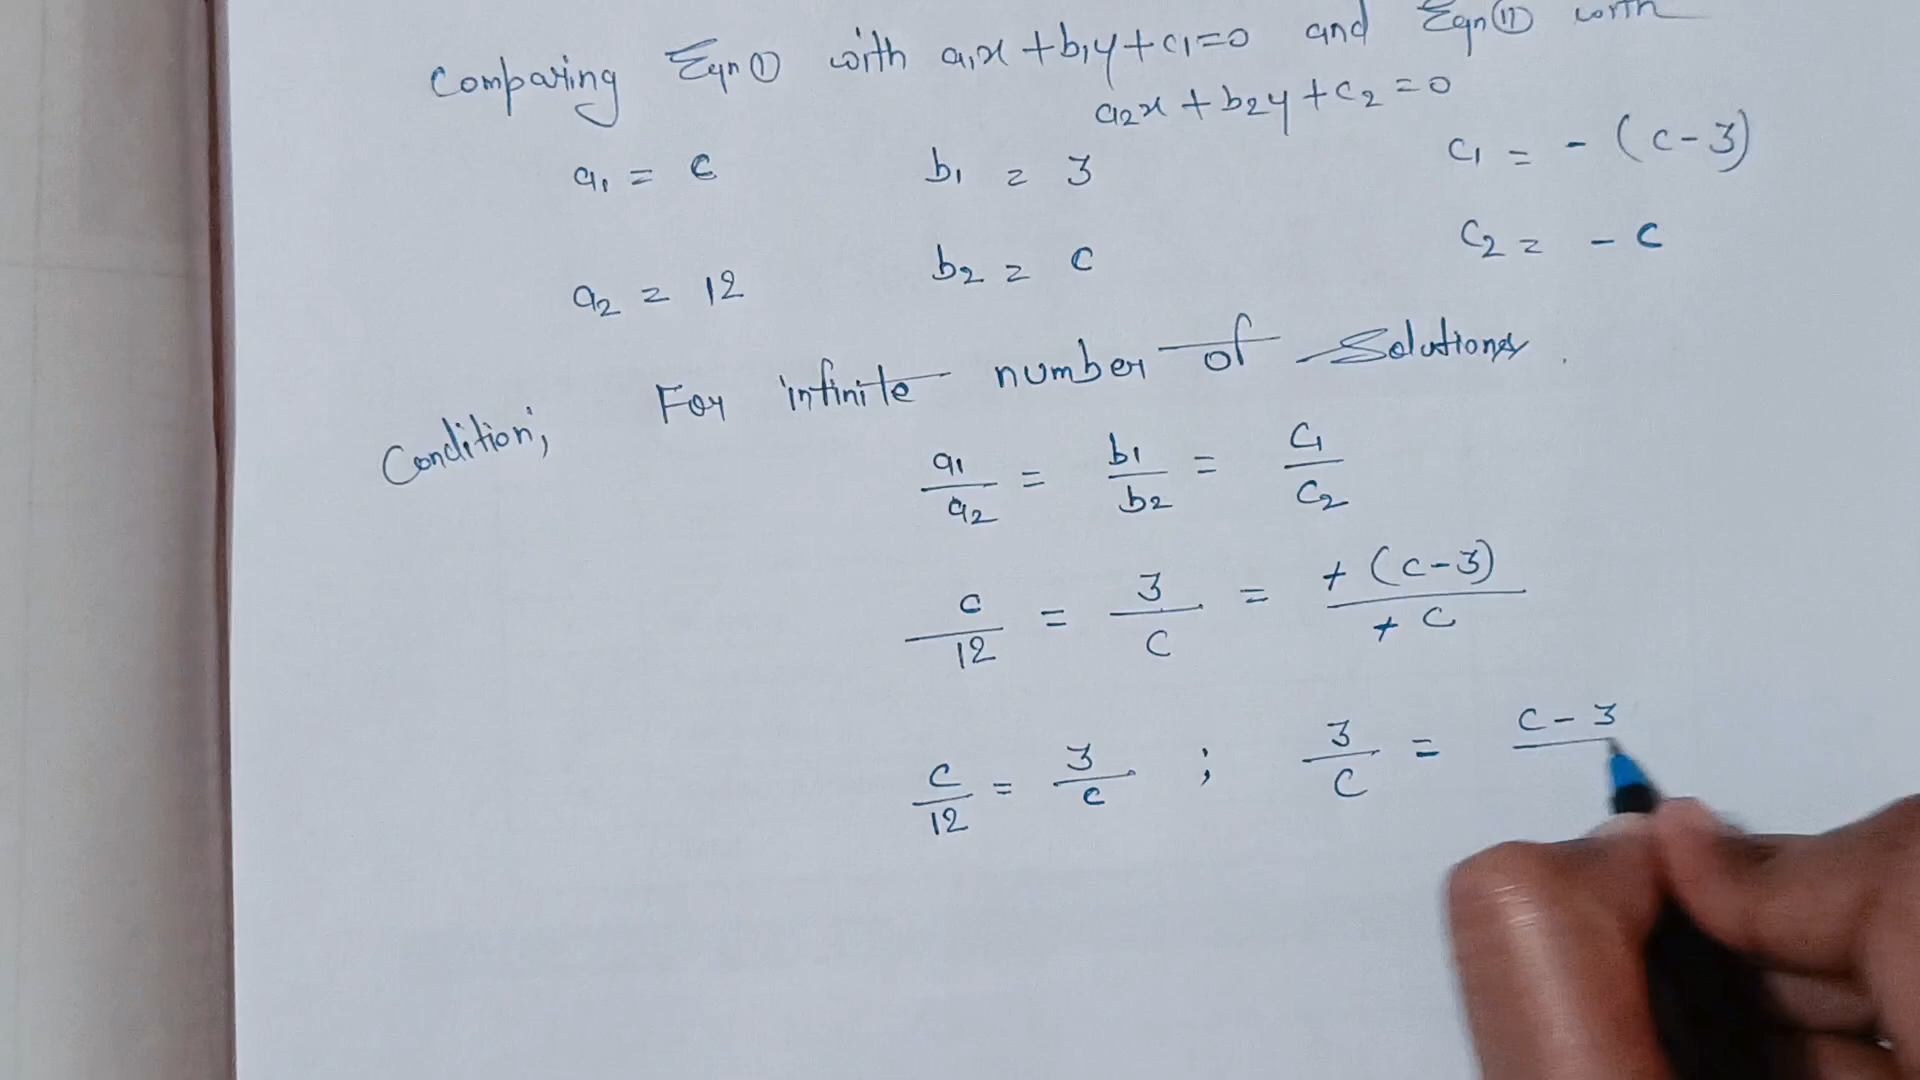 Comparing Eqn ① with a₁x + b₁y + c₁ = 0 and Eqn ⑪ with
a₂x + b₂y + c₂ = 0
a₁ = c b₁ = 3 c₁ = - (c-3)
a₂ = 12 b₂ = c c₂ = - c
Condition; For infinite number of Solutions.
a₁/a₂ = b₁/b₂ = c₁/c₂
c/12 = 3/c = +(c-3)/+c
c/12 = 3/c ; 3/c = c-3/